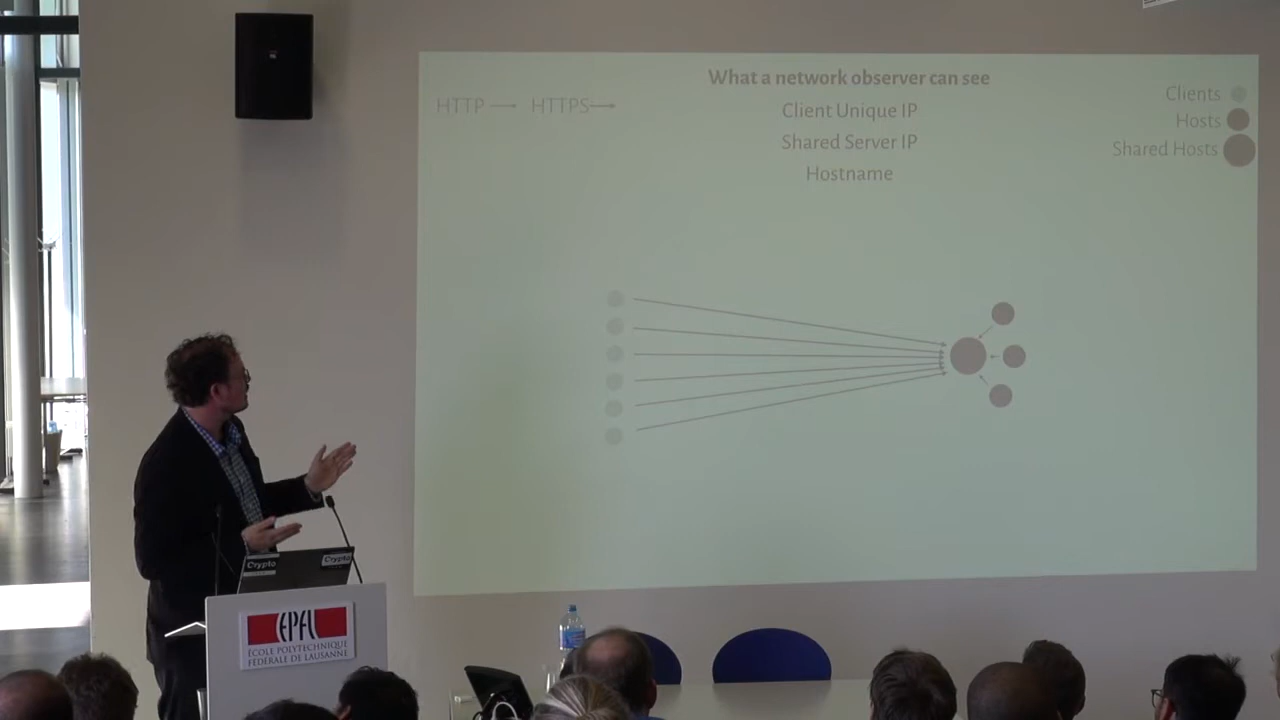 What a network observer can see
HTTP HTTPS
Client Unique IP
Shared Server IP
Hostname
Clients
Hosts
Shared Hosts
Crypto
Crypto
EPFL
ÉCOLE POLYTECHNIQUE
FÉDÉRALE DE LAUSANNE